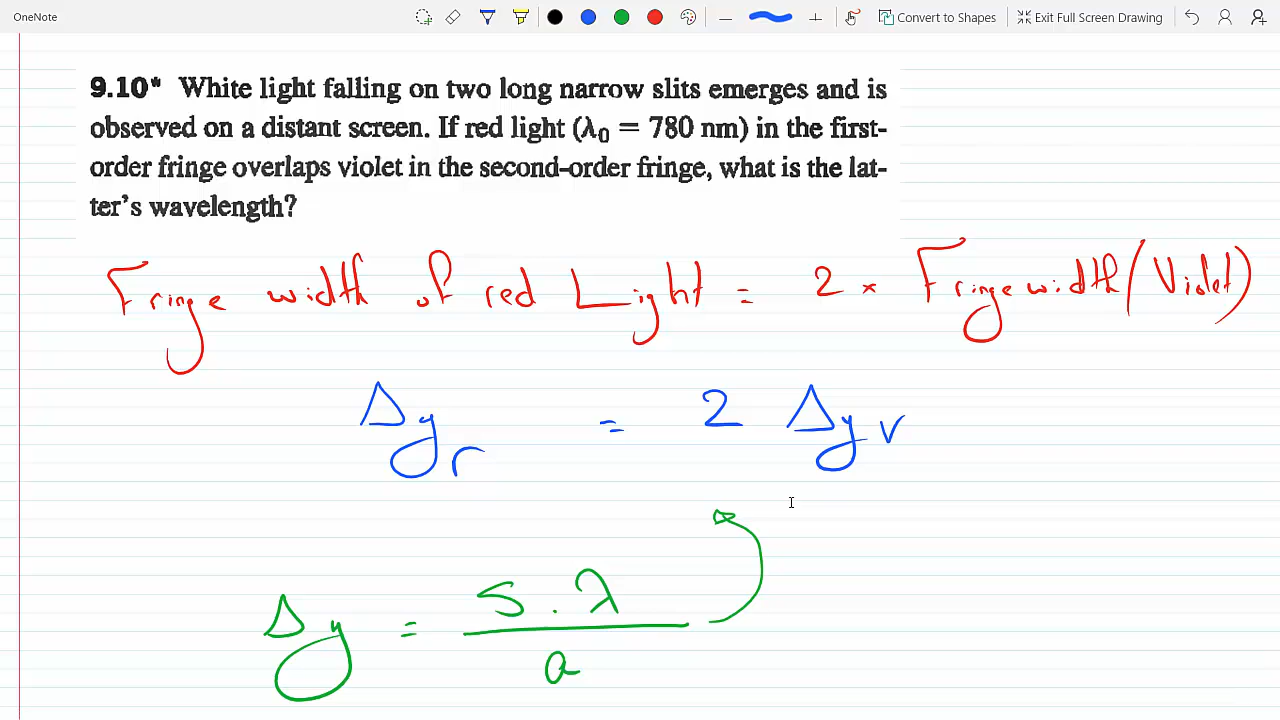 OneNote
Convert to Shapes Exit Full Screen Drawing
9.10* White light falling on two long narrow slits emerges and is
observed on a distant screen. If red light (λ₀ = 780 nm) in the first-
order fringe overlaps violet in the second-order fringe, what is the lat-
ter's wavelength?
Fringe width of red Light = 2 × Fringe width (Violet)
Δy_r = 2 Δy_v
Δy = S . λ / a